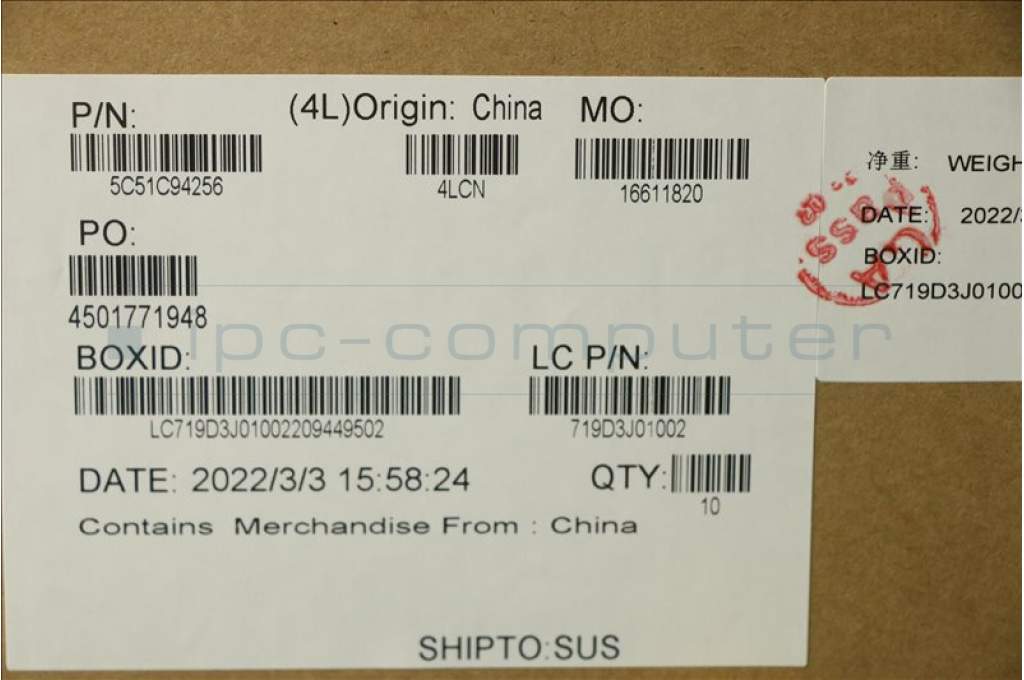 P/N:
5C51C94256
(4L)Origin: China
4LCN
MO:
16611820
PO:
4501771948
BOXID:
LC719D3J01002209449502
LC P/N:
719D3J01002
DATE: 2022/3/3 15:58:24
QTY:
10
Contains Merchandise From : China
SHIPTO:SUS
净重: WEIGH
DATE: 2022/3
BOXID:
LC719D3J0100
PASS
ipc-computer